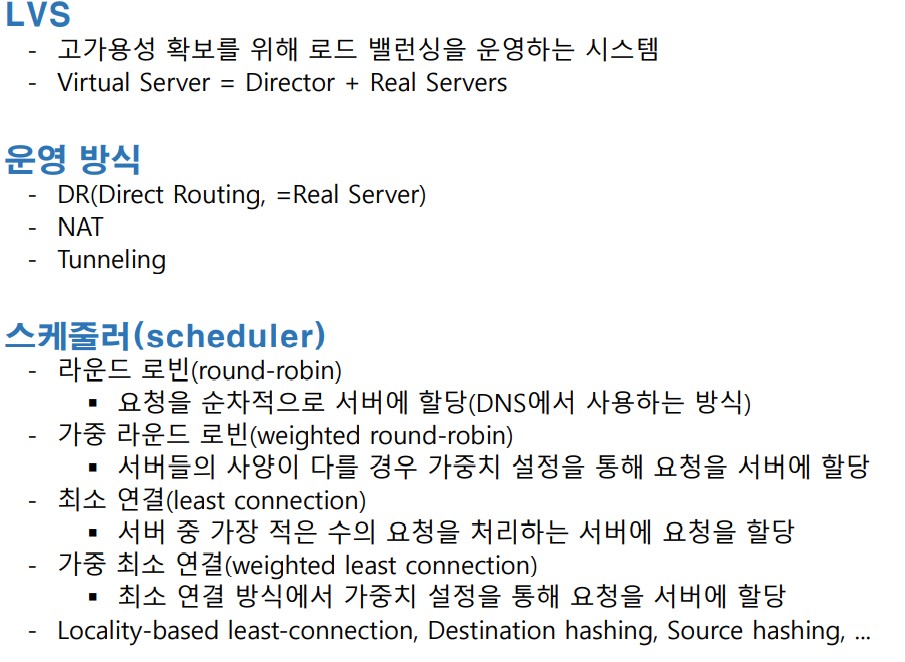 LVS
- 고가용성 확보를 위해 로드 밸런싱을 운영하는 시스템
- Virtual Server = Director + Real Servers
운영 방식
- DR(Direct Routing, =Real Server)
- NAT
- Tunneling
스케줄러(scheduler)
- 라운드 로빈(round-robin)
▪ 요청을 순차적으로 서버에 할당(DNS에서 사용하는 방식)
- 가중 라운드 로빈(weighted round-robin)
▪ 서버들의 사양이 다를 경우 가중치 설정을 통해 요청을 서버에 할당
- 최소 연결(least connection)
▪ 서버 중 가장 적은 수의 요청을 처리하는 서버에 요청을 할당
- 가중 최소 연결(weighted least connection)
▪ 최소 연결 방식에서 가중치 설정을 통해 요청을 서버에 할당
- Locality-based least-connection, Destination hashing, Source hashing, ...